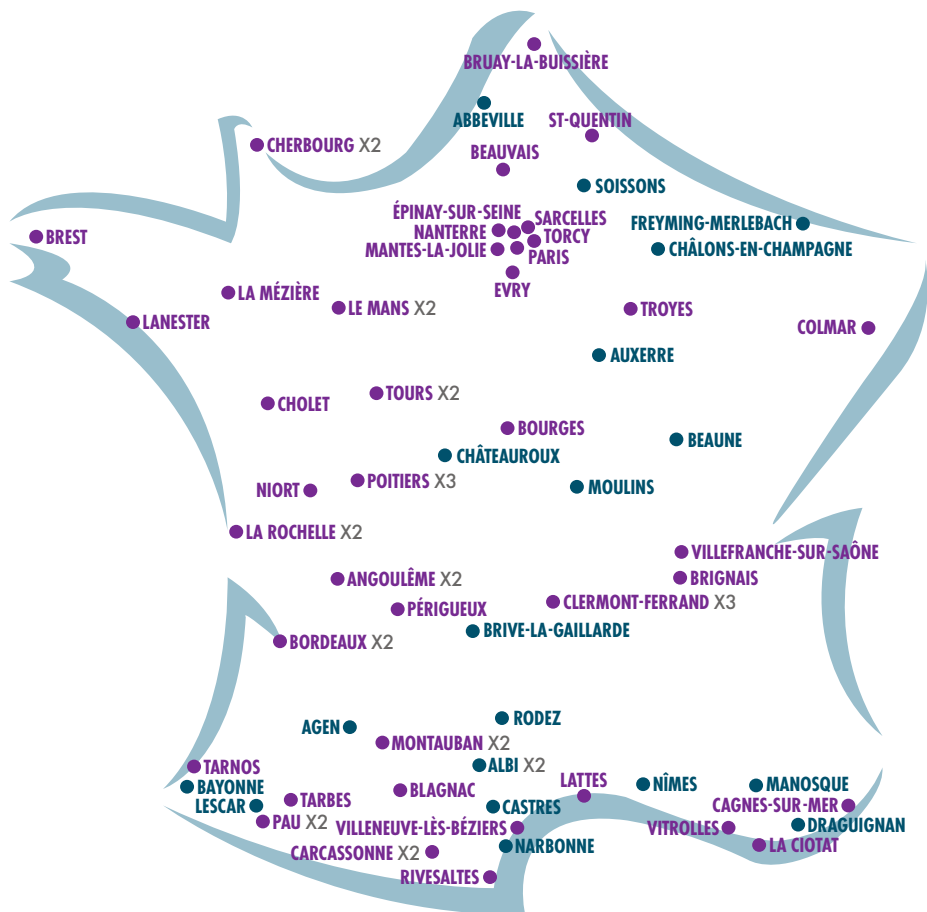 BRUAY-LA-BUISSIÈRE
ABBEVILLE
ST-QUENTIN
CHERBOURG X2
BEAUVAIS
SOISSONS
ÉPINAY-SUR-SEINE
SARCELLES
FREYMING-MERLEBACH
NANTERRE
TORCY
BREST
MANTES-LA-JOLIE
PARIS
CHÂLONS-EN-CHAMPAGNE
EVRY
LA MÉZIÈRE
LE MANS X2
TROYES
LANESTER
COLMAR
AUXERRE
TOURS X2
CHOLET
BOURGES
BEAUNE
CHÂTEAUROUX
POITIERS X3
NIORT
MOULINS
LA ROCHELLE X2
VILLEFRANCHE-SUR-SAÔNE
ANGOULÊME X2
BRIGNAIS
PÉRIGUEUX
CLERMONT-FERRAND X3
BRIVE-LA-GAILLARDE
BORDEAUX X2
RODEZ
AGEN
MONTAUBAN X2
TARNOS
ALBI X2
LATTES
BAYONNE
NÎMES
MANOSQUE
BLAGNAC
TARBES
LESCAR
CASTRES
CAGNES-SUR-MER
PAU X2
VILLENEUVE-LÈS-BÉZIERS
VITROLLES
DRAGUIGNAN
NARBONNE
LA CIOTAT
CARCASSONNE X2
RIVESALTES